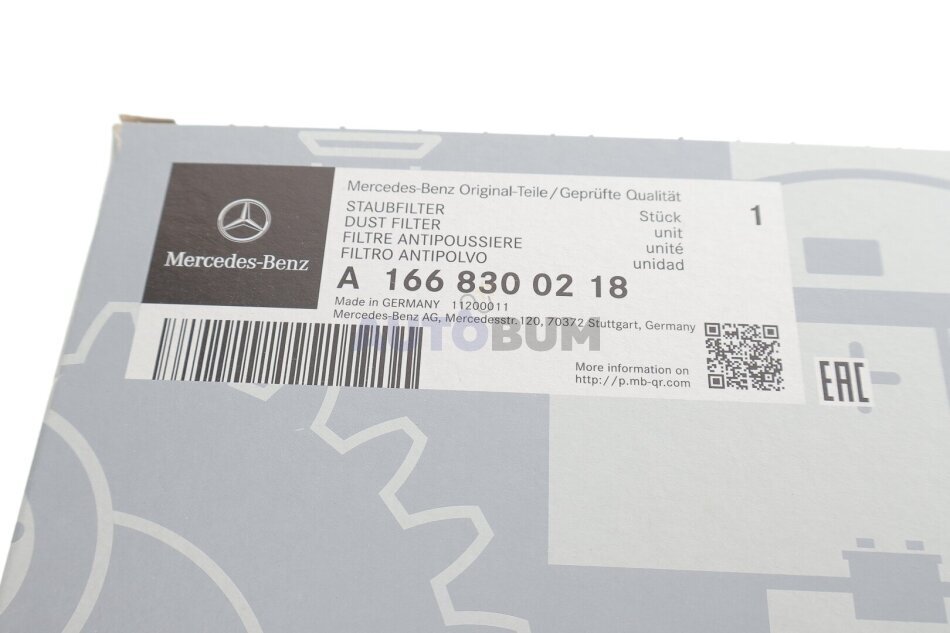 Mercedes-Benz
Mercedes-Benz Original-Teile/Geprüfte Qualität
STAUBFILTER
DUST FILTER
FILTRE ANTIPOUSSIERE
FILTRO ANTIPOLVO
Stück
unit
unité
unidad
1
A 166 830 02 18
Made in GERMANY 11200011
Mercedes-Benz AG, Mercedesstr.120, 70372 Stuttgart, Germany
AUTOBUM
More information on
http://p.mb-qr.com
EAC